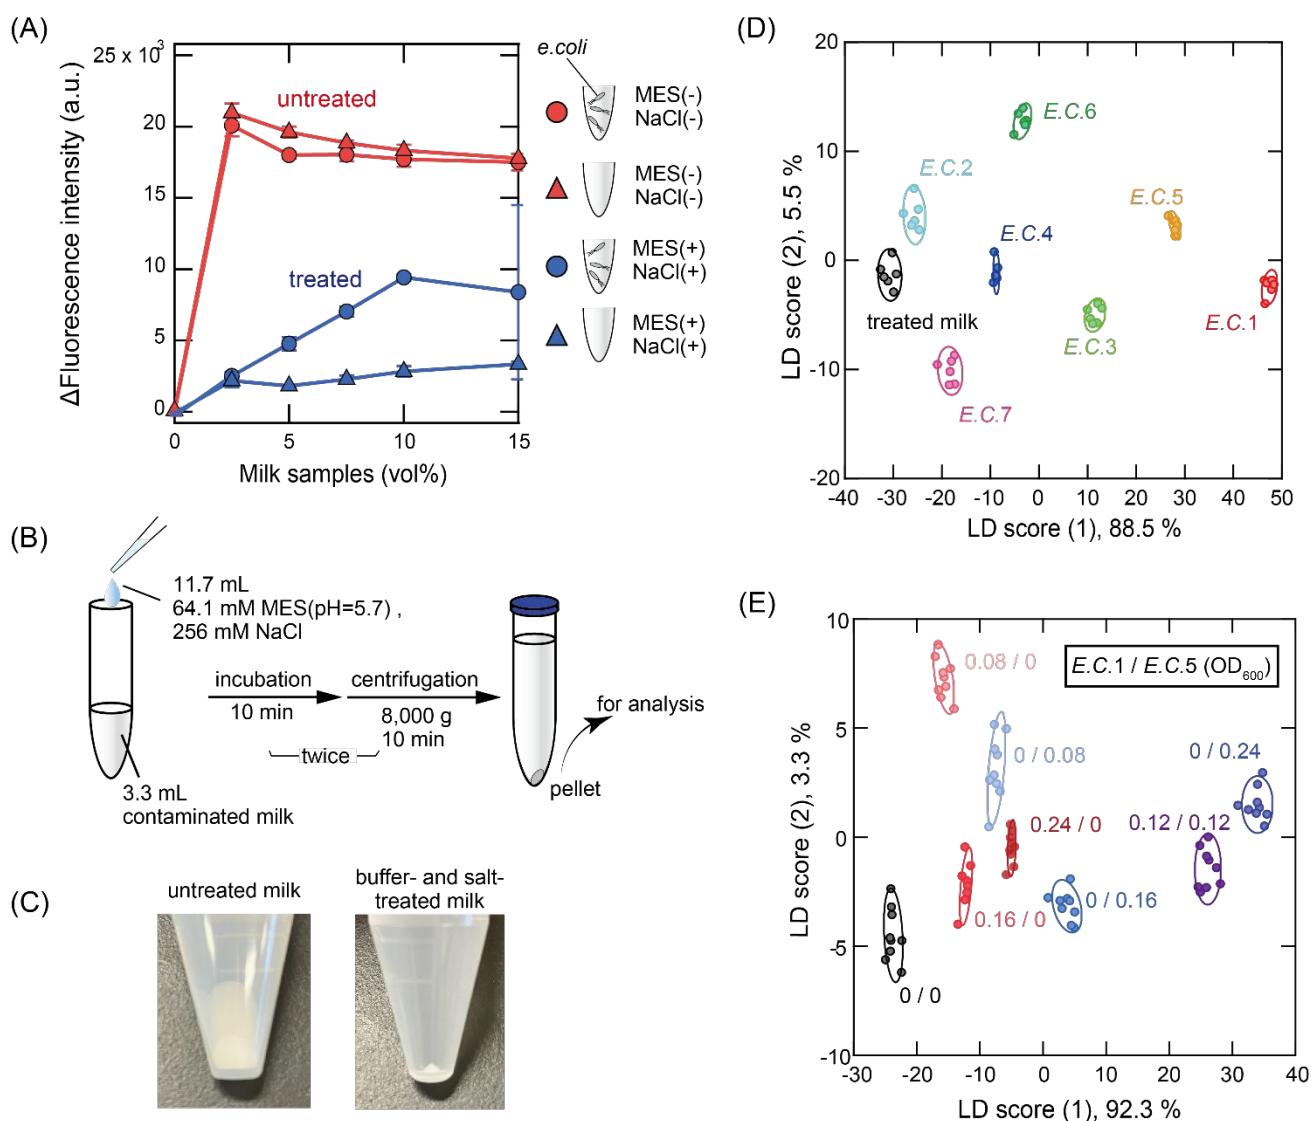 (A)
25 x 10³
20
15
10
5
0
ΔFluorescence intensity (a.u.)
untreated
treated
0
5
10
15
Milk samples (vol%)
e.coli
MES(-)
NaCl(-)
MES(-)
NaCl(-)
MES(+)
NaCl(+)
MES(+)
NaCl(+)
(B)
11.7 mL
64.1 mM MES(pH=5.7) ,
256 mM NaCl
incubation
10 min
centrifugation
8,000 g
10 min
twice
for analysis
pellet
3.3 mL
contaminated milk
(C)
untreated milk
buffer- and salt-
treated milk
(D)
20
10
0
-10
-20
LD score (2), 5.5 %
E.C.6
E.C.2
E.C.5
E.C.4
treated milk
E.C.1
E.C.3
E.C.7
-40
-30
-20
-10
0
10
20
30
40
50
LD score (1), 88.5 %
(E)
10
5
0
-5
-10
LD score (2), 3.3 %
E.C.1 / E.C.5 (OD₆₀₀)
0.08 / 0
0 / 0.08
0 / 0.24
0.24 / 0
0.12 / 0.12
0 / 0.16
0.16 / 0
0 / 0
-30
-20
-10
0
10
20
30
40
LD score (1), 92.3 %